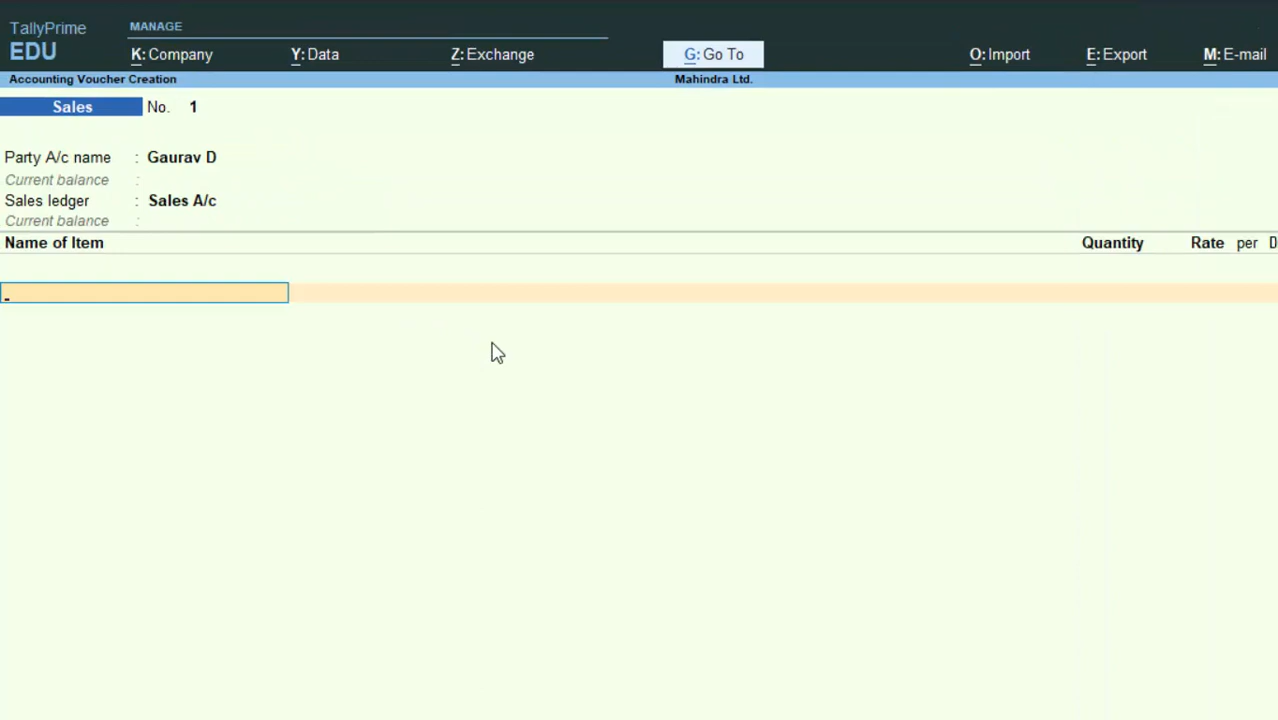 TallyPrime MANAGE
EDU K: Company Y: Data Z: Exchange G: Go To O: Import E: Export M: E-mail
Accounting Voucher Creation Mahindra Ltd.
Sales No. 1
Party A/c name : Gaurav D
Current balance :
Sales ledger : Sales A/c
Current balance :
Name of Item Quantity Rate per